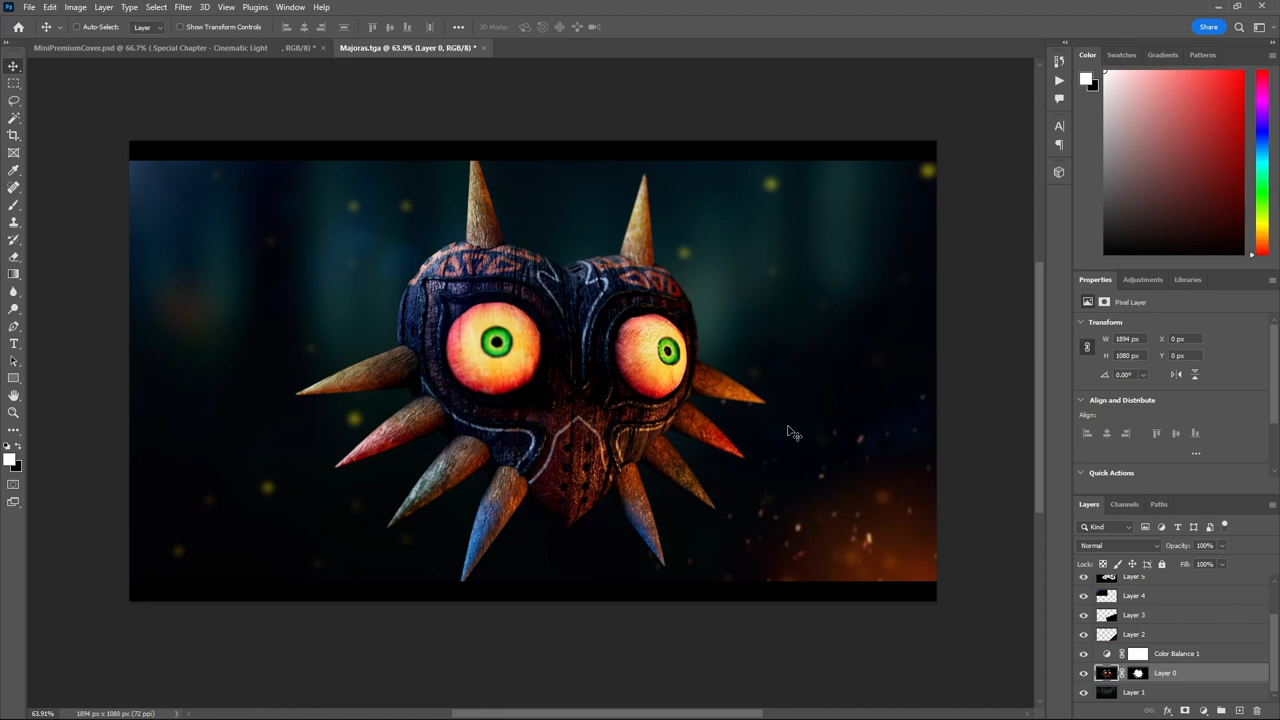 Ps File Edit Image Layer Type Select Filter 3D View Plugins Window Help
Auto-Select: Layer Show Transform Controls ••• 3D Mode: Share
MiniPremiumCover.psd @ 66.7% ( Special Chapter - Cinematic Light , RGB/8) * ×
Majoras.tga @ 63.9% (Layer 0, RGB/8) * ×
Color Swatches Gradients Patterns
Properties Adjustments Libraries
Pixel Layer
Transform
W 1894 px X 0 px
H 1080 px Y 0 px
0.00°
Align and Distribute
Align:
•••
Quick Actions
Layers Channels Paths
Kind
Normal Opacity: 100%
Lock: Fill: 100%
Layer 5
Layer 4
Layer 3
Layer 2
Color Balance 1
Layer 0
Layer 1
63.91% 1894 px x 1080 px (72 ppi)